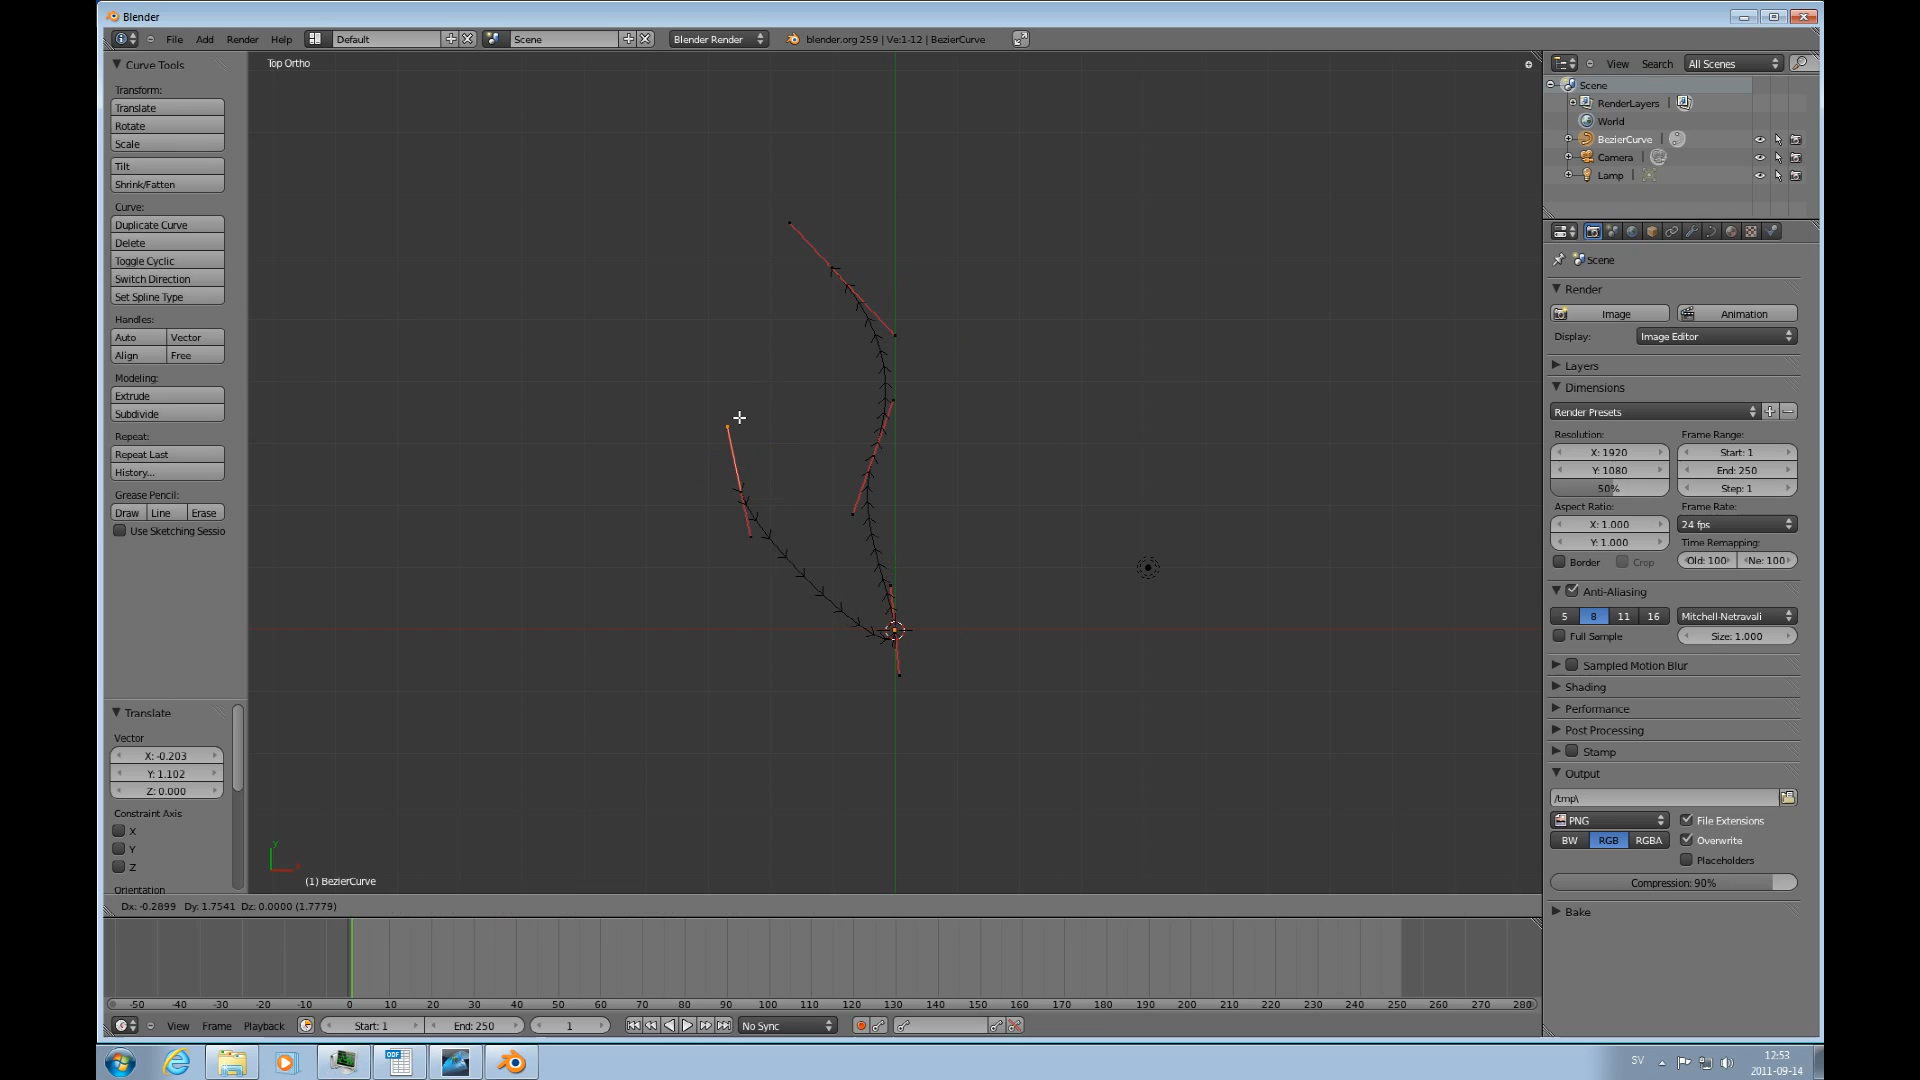 Blender
File Add Render Help Default Scene Blender Render blender.org 259 | Ve:1-12 | BezierCurve
Curve Tools
Transform:
Translate
Rotate
Scale
Tilt
Shrink/Fatten
Curve:
Duplicate Curve
Delete
Toggle Cyclic
Switch Direction
Set Spline Type
Handles:
Auto Vector
Align Free
Modeling:
Extrude
Subdivide
Repeat:
Repeat Last
History...
Grease Pencil:
Draw Line Erase
Use Sketching Sessio
Translate
Vector
X: -0.203
Y: 1.102
Z: 0.000
Constraint Axis
X
Y
Z
Orientation
Top Ortho
y
(1) BezierCurve
Dx: -0.2899 Dy: 1.7541 Dz: 0.0000 (1.7779)
View Search All Scenes
Scene
RenderLayers |
World
BezierCurve |
Camera |
Lamp |
Scene
Render
Image Animation
Display: Image Editor
Layers
Dimensions
Render Presets
Resolution: Frame Range:
X: 1920 Start: 1
Y: 1080 End: 250
50% Step: 1
Aspect Ratio: Frame Rate:
X: 1.000 24 fps
Y: 1.000 Time Remapping:
Border Crop Old: 100 Ne: 100
Anti-Aliasing
5 8 11 16 Mitchell-Netravali
Full Sample Size: 1.000
Sampled Motion Blur
Shading
Performance
Post Processing
Stamp
Output
/tmp\
PNG File Extensions
BW RGB RGBA Overwrite
Placeholders
Compression: 90%
Bake
-50 -40 -30 -20 -10 0 10 20 30 40 50 60 70 80 90 100 110 120 130 140 150 160 170 180 190 200 210 220 230 240 250 260 270 280
View Frame Playback Start: 1 End: 250 1 No Sync
ODF
SV 12:53
2011-09-14